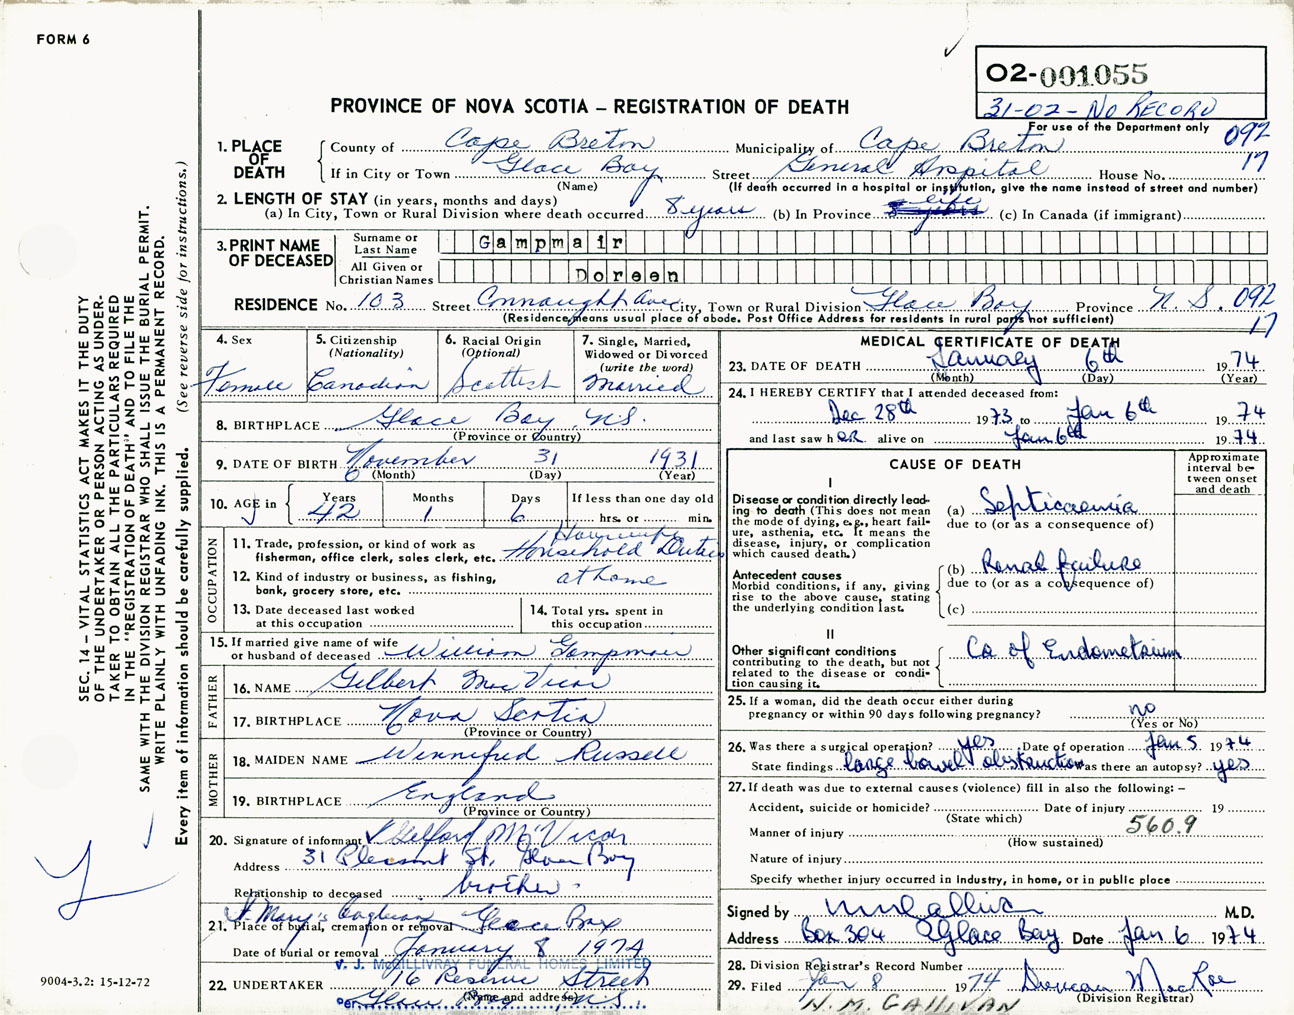 FORM 6
02-001055
31-02-No RECORD
For use of the Department only
092
17
PROVINCE OF NOVA SCOTIA – REGISTRATION OF DEATH
1. PLACE OF DEATH
County of Cape Breton Municipality of Cape Breton
If in City or Town Glace Bay Street General Hospital House No.
(Name) (If death occurred in a hospital or institution, give the name instead of street and number)
2. LENGTH OF STAY (in years, months and days)
(a) In City, Town or Rural Division where death occurred 8 years (b) In Province life (c) In Canada (if immigrant)
3. PRINT NAME OF DECEASED
Surname or Last Name Gampmair
All Given or Christian Names Doreen
RESIDENCE No. 103 Street Connaught Ave City, Town or Rural Division Glace Bay Province N.S. 092
17
(Residence means usual place of abode. Post Office Address for residents in rural parts not sufficient)
4. Sex
Female
5. Citizenship
(Nationality)
Canadian
6. Racial Origin
(Optional)
Scottish
7. Single, Married, Widowed or Divorced
(write the word)
Married
8. BIRTHPLACE Glace Bay N.S.
(Province or Country)
9. DATE OF BIRTH November 31 1931
(Month) (Day) (Year)
10. AGE in Years Months Days If less than one day old
42 1 6 hrs. or min.
OCCUPATION
11. Trade, profession, or kind of work as
fisherman, office clerk, sales clerk, etc. Housewife
Household Duties
12. Kind of industry or business, as fishing,
bank, grocery store, etc. at home
13. Date deceased last worked
at this occupation
14. Total yrs. spent in
this occupation
15. If married give name of wife
or husband of deceased William Gampmair
FATHER
16. NAME Gilbert MacVicar
17. BIRTHPLACE Nova Scotia
(Province or Country)
MOTHER
18. MAIDEN NAME Winnifred Russell
19. BIRTHPLACE England
(Province or Country)
20. Signature of informant Gelford McVicar
Address 31 Pleasant St. Glace Bay
Relationship to deceased brother
21. Place of burial, cremation or removal St Mary's Glace Bay
Date of burial or removal January 8 1974
V. J. McGILLIVRAY FUNERAL HOMES LIMITED
22. UNDERTAKER 16 Reserve Street
(Name and address)
Per Glace Bay, N.S.
MEDICAL CERTIFICATE OF DEATH
23. DATE OF DEATH January 6th 1974
(Month) (Day) (Year)
24. I HEREBY CERTIFY that I attended deceased from:
Dec 28th 1973 to Jan 6th 1974
and last saw her alive on Jan 6th 1974
CAUSE OF DEATH
Approximate interval between onset and death
I
Disease or condition directly leading to death (This does not mean the mode of dying, e.g., heart failure, asthenia, etc. It means the disease, injury, or complication which caused death.)
(a) Septicaemia
due to (or as a consequence of)
Antecedent causes
Morbid conditions, if any, giving rise to the above cause, stating the underlying condition last.
(b) Renal failure
due to (or as a consequence of)
(c)
II
Other significant conditions
contributing to the death, but not related to the disease or condition causing it.
Ca of Endometrium
25. If a woman, did the death occur either during
pregnancy or within 90 days following pregnancy? no
(Yes or No)
26. Was there a surgical operation? yes Date of operation Jan 5 1974
State findings large bowel obstruction Was there an autopsy? yes
27. If death was due to external causes (violence) fill in also the following: –
Accident, suicide or homicide? Date of injury 19
(State which)
Manner of injury 560.9
(How sustained)
Nature of injury
Specify whether injury occurred in Industry, in home, or in public place
Signed by M.D.
Address Box 304 Glace Bay Date Jan 6 1974
28. Division Registrar's Record Number
29. Filed Jan 8 1974 Duncan MacRae
(Division Registrar)
N. M. GALLIVAN
SEC. 14 – VITAL STATISTICS ACT MAKES IT THE DUTY
OF THE UNDERTAKER OR PERSON ACTING AS UNDER-
TAKER TO OBTAIN ALL THE PARTICULARS REQUIRED
IN THE "REGISTRATION OF DEATH" AND TO FILE THE
SAME WITH THE DIVISION REGISTRAR WHO SHALL ISSUE THE BURIAL PERMIT.
WRITE PLAINLY WITH UNFADING INK. THIS IS A PERMANENT RECORD.
Every item of information should be carefully supplied. (See reverse side for instructions.)
9004-3.2: 15-12-72